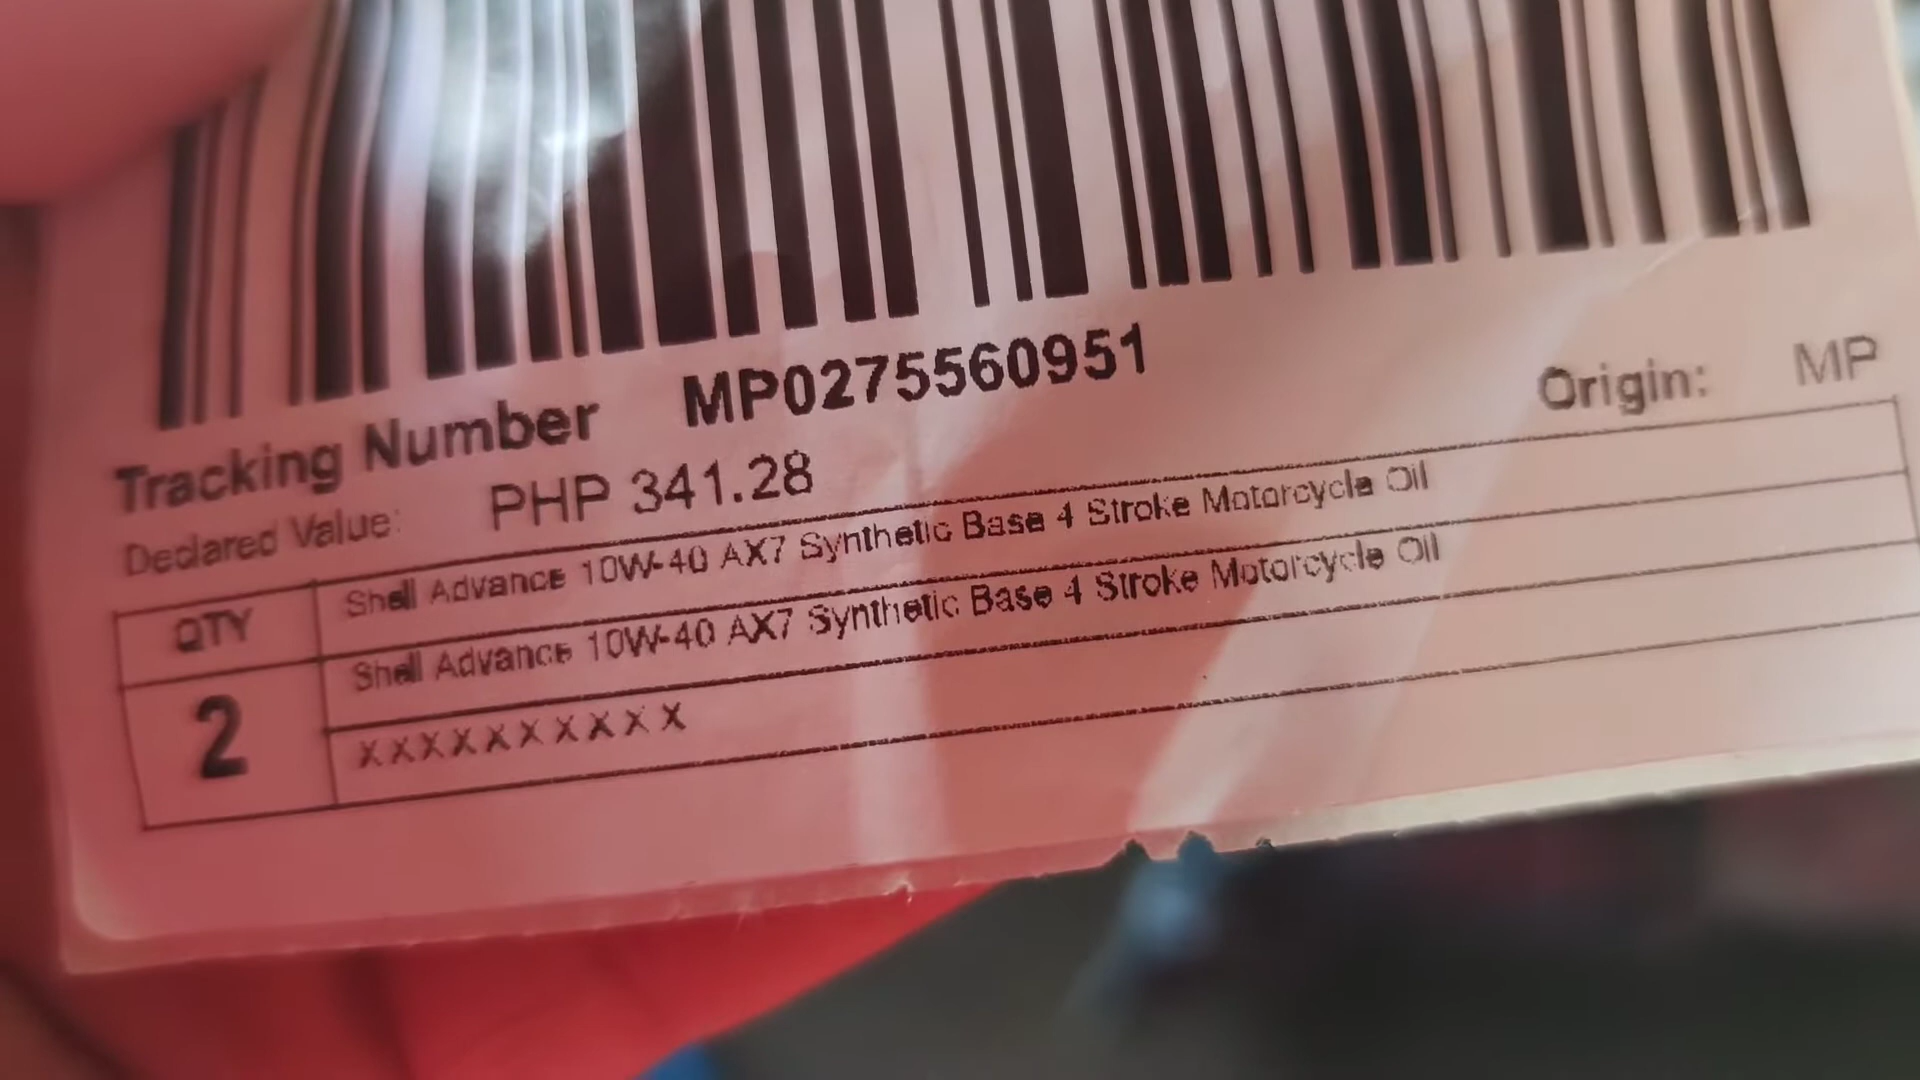 Tracking Number MP0275560951
Origin: MP
Declared Value: PHP 341.28
QTY
Shell Advance 10W-40 AX7 Synthetic Base 4 Stroke Motorcycle Oil
Shell Advance 10W-40 AX7 Synthetic Base 4 Stroke Motorcycle Oil
2
XXXXXXXXXX